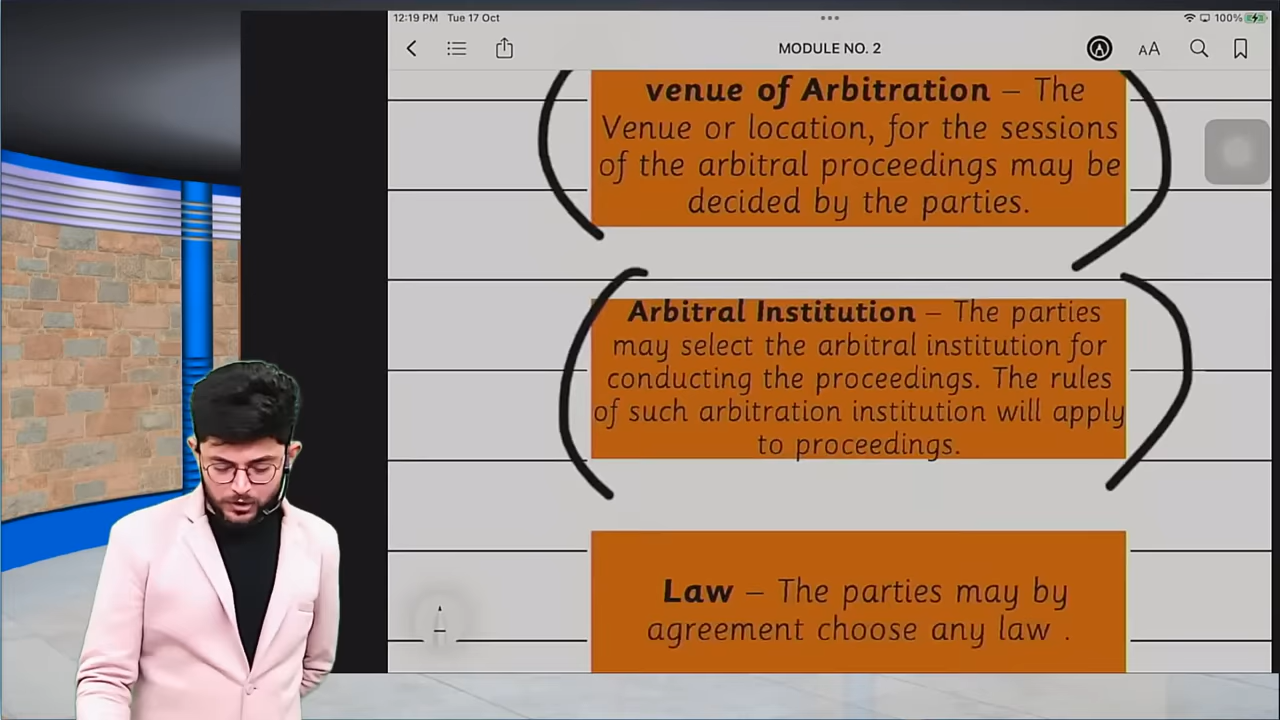 12:19 PM Tue 17 Oct
100%
MODULE NO. 2
AA
venue of Arbitration – The
Venue or location, for the sessions
of the arbitral proceedings may be
decided by the parties.
Arbitral Institution – The parties
may select the arbitral institution for
conducting the proceedings. The rules
of such arbitration institution will apply
to proceedings.
Law – The parties may by
agreement choose any law .